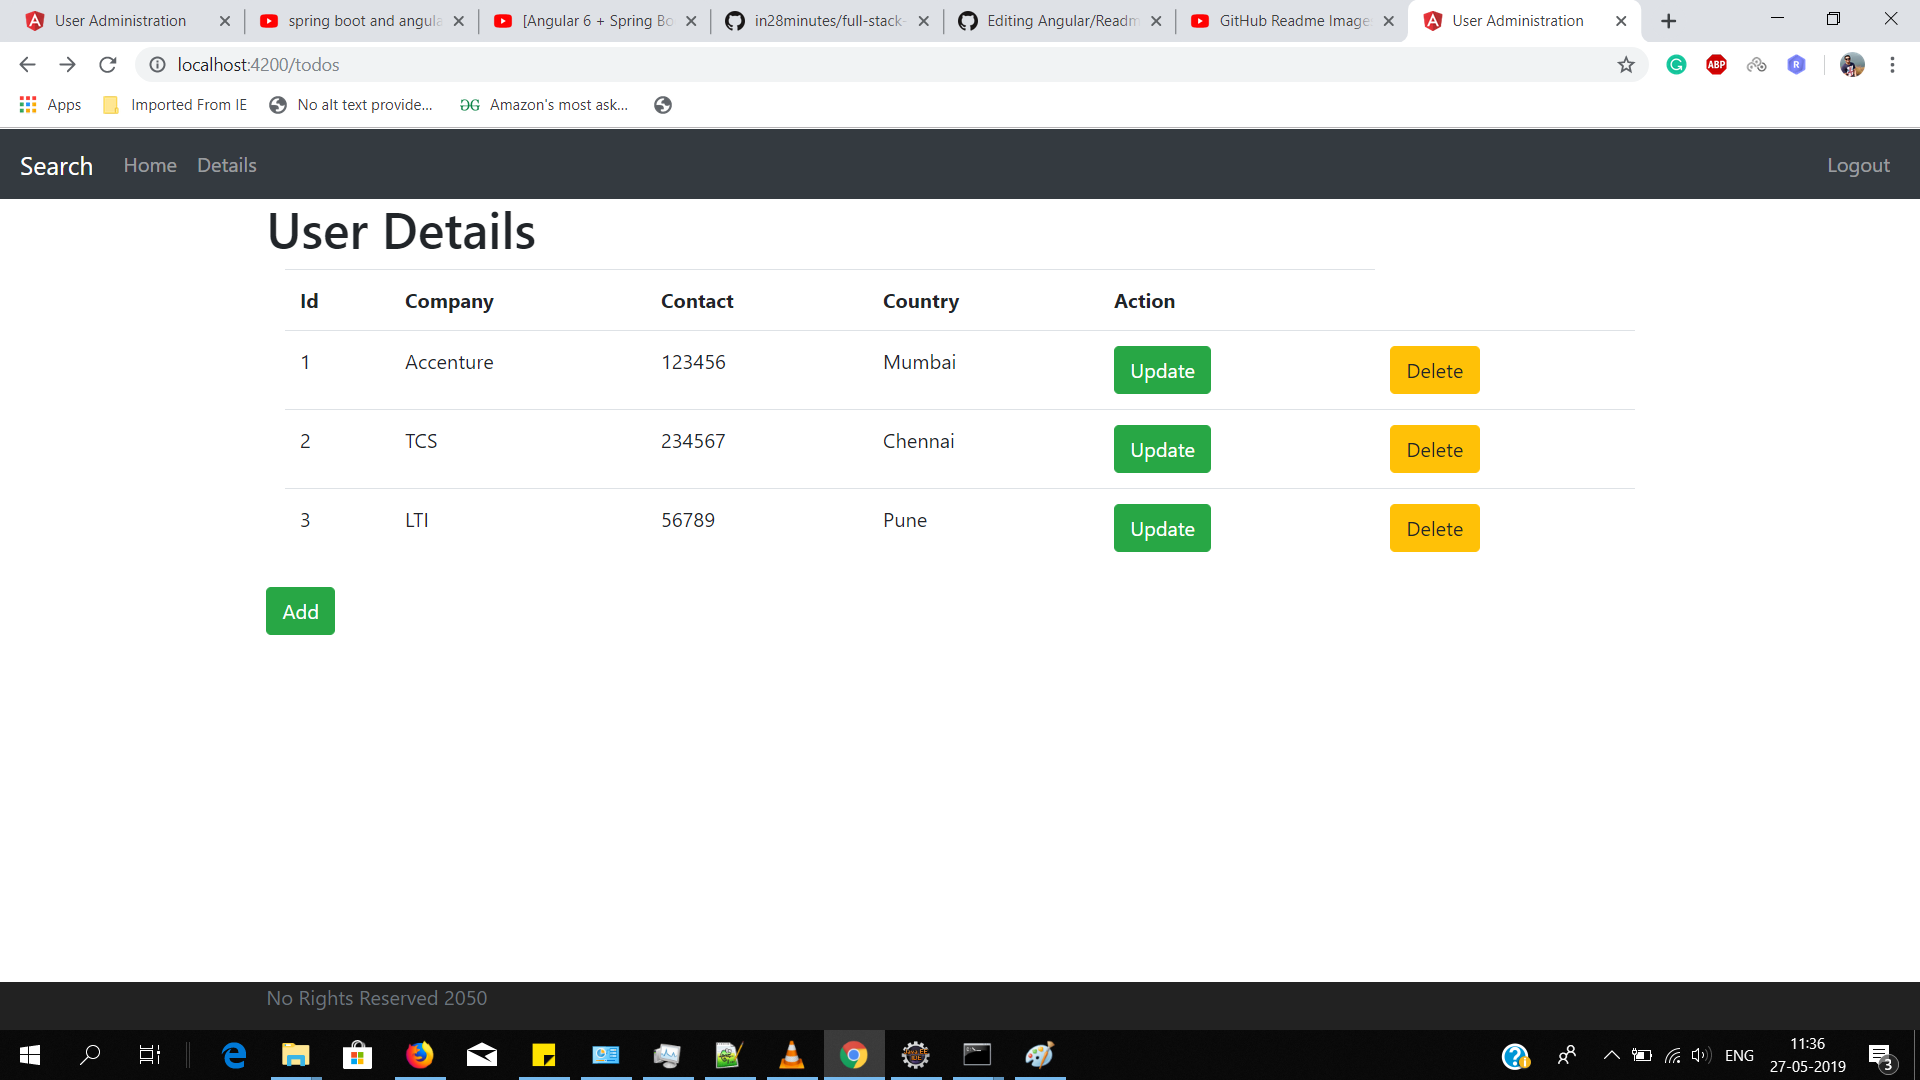 User Administration
spring boot and angula
[Angular 6 + Spring Bo
in28minutes/full-stack-
Editing Angular/Readm
GitHub Readme Image
User Administration
localhost:4200/todos
ABP
R
Apps
Imported From IE
No alt text provide...
Amazon's most ask...
Search
Home
Details
Logout
User Details
Id Company Contact Country Action
1 Accenture 123456 Mumbai Update Delete
2 TCS 234567 Chennai Update Delete
3 LTI 56789 Pune Update Delete
Add
No Rights Reserved 2050
ENG
11:36
27-05-2019
3